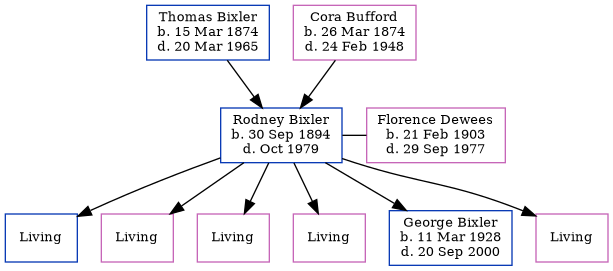 Thomas Bixler
b. 15 Mar 1874
d. 20 Mar 1965
Cora Bufford
b. 26 Mar 1874
d. 24 Feb 1948
Rodney Bixler
b. 30 Sep 1894
d. Oct 1979
Florence Dewees
b. 21 Feb 1903
d. 29 Sep 1977
Living
Living
Living
Living
George Bixler
b. 11 Mar 1928
d. 20 Sep 2000
Living